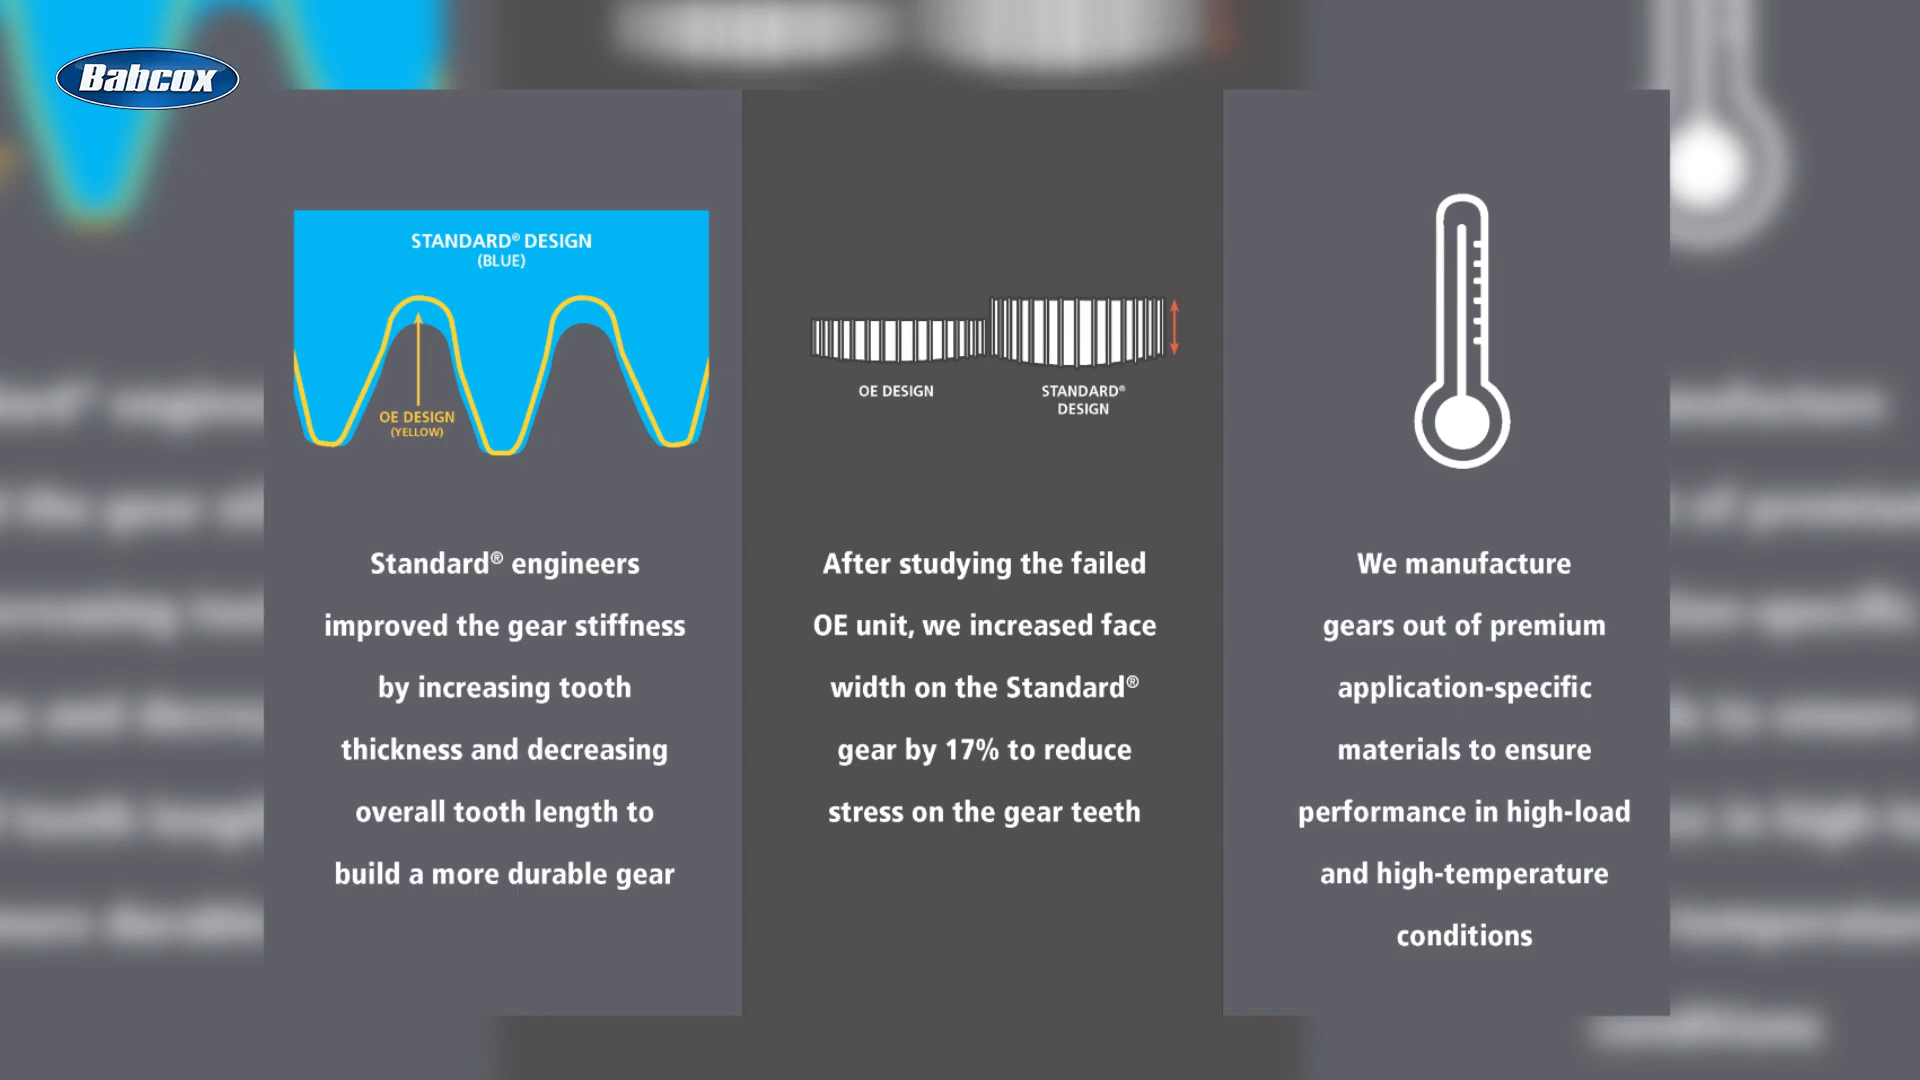 Babcox
STANDARD® DESIGN
(BLUE)
OE DESIGN
(YELLOW)
Standard® engineers
improved the gear stiffness
by increasing tooth
thickness and decreasing
overall tooth length to
build a more durable gear
OE DESIGN
STANDARD®
DESIGN
After studying the failed
OE unit, we increased face
width on the Standard®
gear by 17% to reduce
stress on the gear teeth
We manufacture
gears out of premium
application-specific
materials to ensure
performance in high-load
and high-temperature
conditions